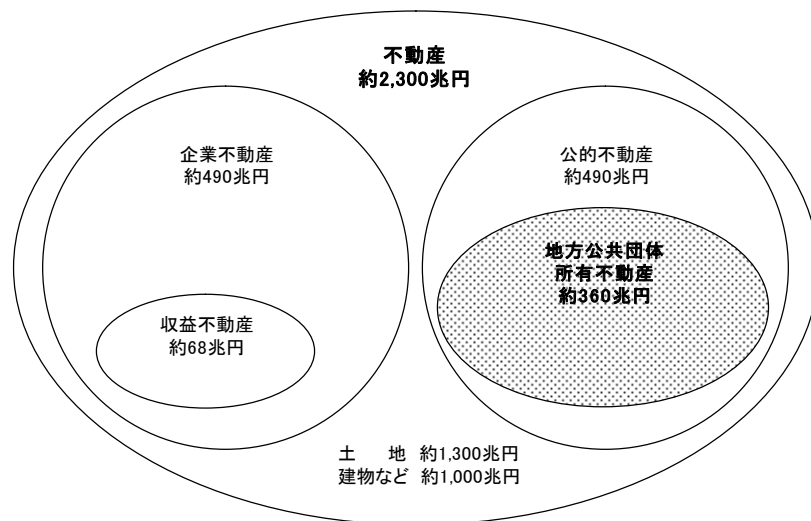 不動産
約2,300兆円
企業不動産
約490兆円
公的不動産
約490兆円
地方公共団体
所有不動産
約360兆円
収益不動産
約68兆円
土　　地　約1,300兆円
建物など　約1,000兆円